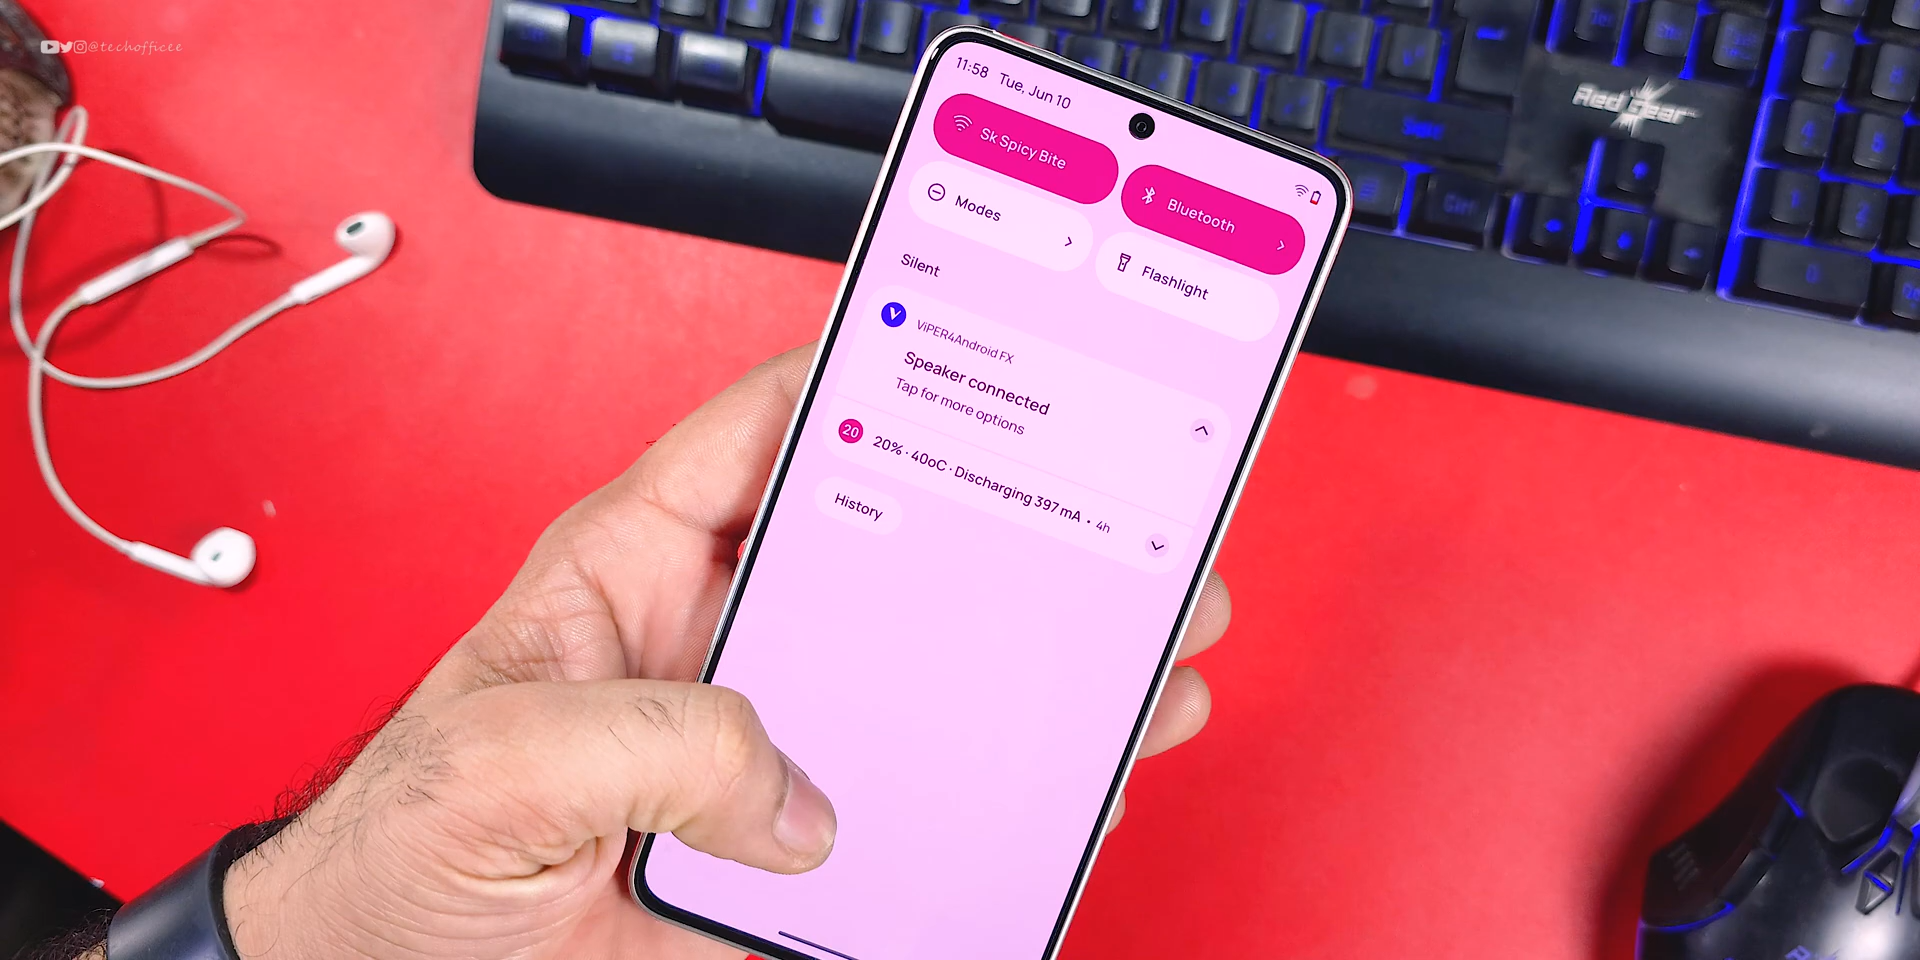 @techofficee
11:58 Tue, Jun 10
Sk Spicy Bite
Bluetooth
Modes
Flashlight
Silent
V
ViPER4Android FX
Speaker connected
Tap for more options
20
20% · 40oC · Discharging 397 mA • 4h
History
Red Gear